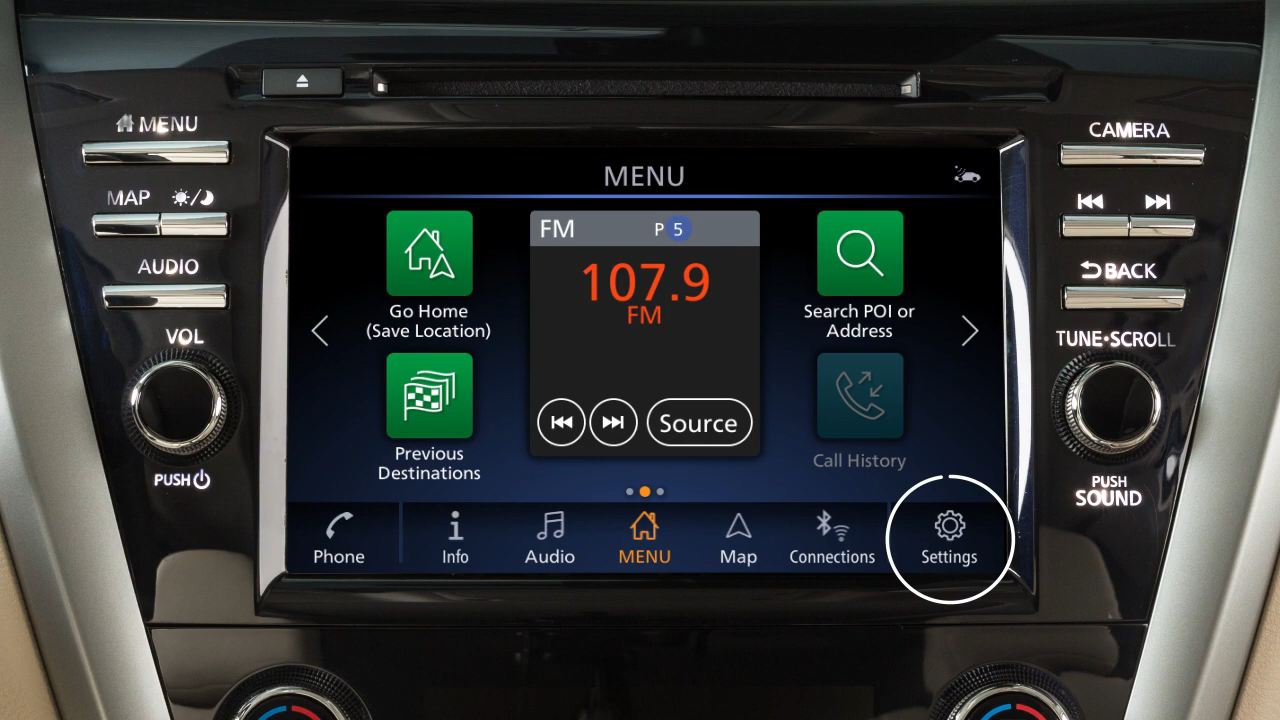 MENU
CAMERA
MAP
AUDIO
BACK
VOL
TUNE•SCROLL
PUSH
PUSH
SOUND
MENU
Go Home
(Save Location)
FM P 5
107.9
FM
Search POI or
Address
Previous
Destinations
Source
Call History
Phone
Info
Audio
MENU
Map
Connections
Settings